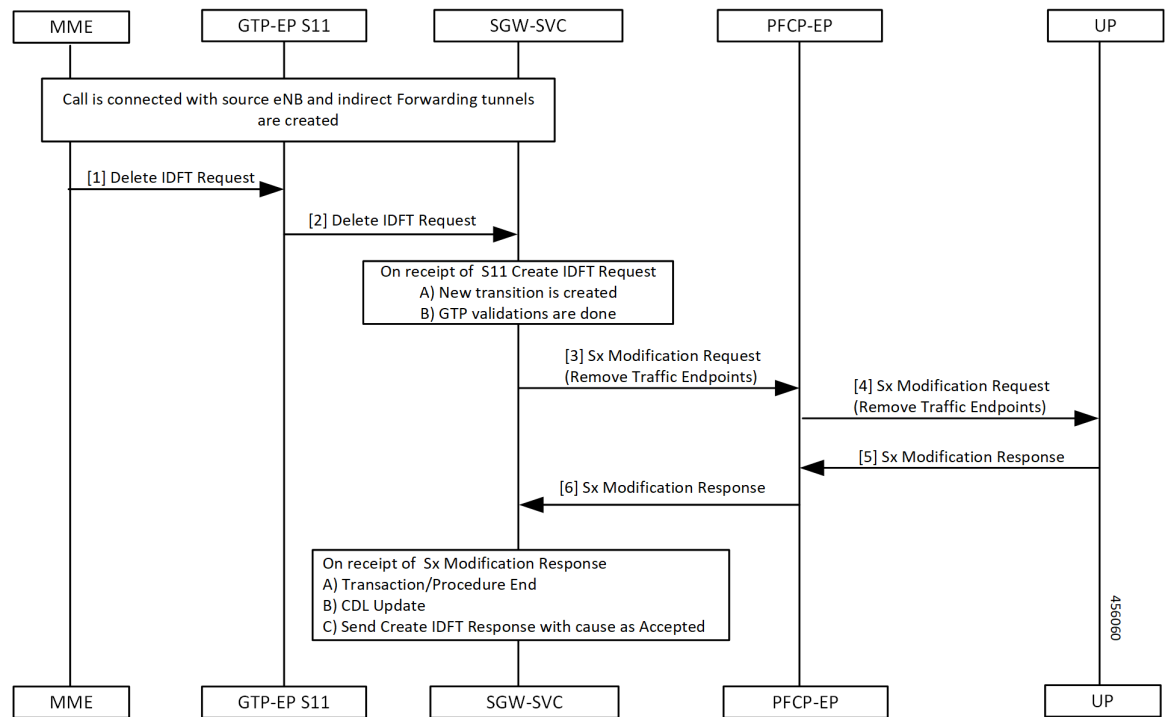 MME
GTP-EP S11
SGW-SVC
PFCP-EP
UP
Call is connected with source eNB and indirect Forwarding tunnels
are created
[1] Delete IDFT Request
[2] Delete IDFT Request
On receipt of  S11 Create IDFT Request
A) New transition is created
B) GTP validations are done
[3] Sx Modification Request
(Remove Traffic Endpoints)
[4] Sx Modification Request
(Remove Traffic Endpoints)
[5] Sx Modification Response
[6] Sx Modification Response
On receipt of  Sx Modification Response
A) Transaction/Procedure End
B) CDL Update
C) Send Create IDFT Response with cause as Accepted
456060
MME
GTP-EP S11
SGW-SVC
PFCP-EP
UP